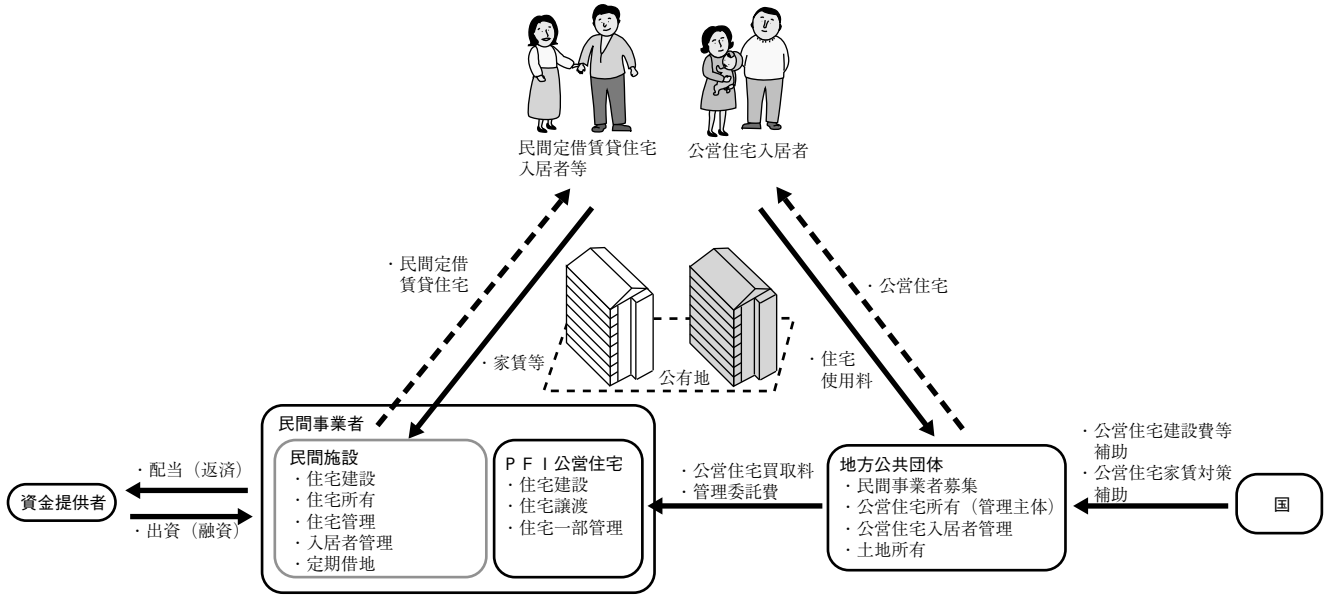 民間定借賃貸住宅
入居者等
公営住宅入居者
・民間定借
賃貸住宅
・公営住宅
・家賃等
公有地
・住宅
使用料
民間事業者
民間施設
・住宅建設
・住宅所有
・住宅管理
・入居者管理
・定期借地
ＰＦＩ公営住宅
・住宅建設
・住宅譲渡
・住宅一部管理
・公営住宅買取料
・管理委託費
地方公共団体
・民間事業者募集
・公営住宅所有（管理主体）
・公営住宅入居者管理
・土地所有
・公営住宅建設費等
補助
・公営住宅家賃対策
補助
国
・配当（返済）
資金提供者
・出資（融資）